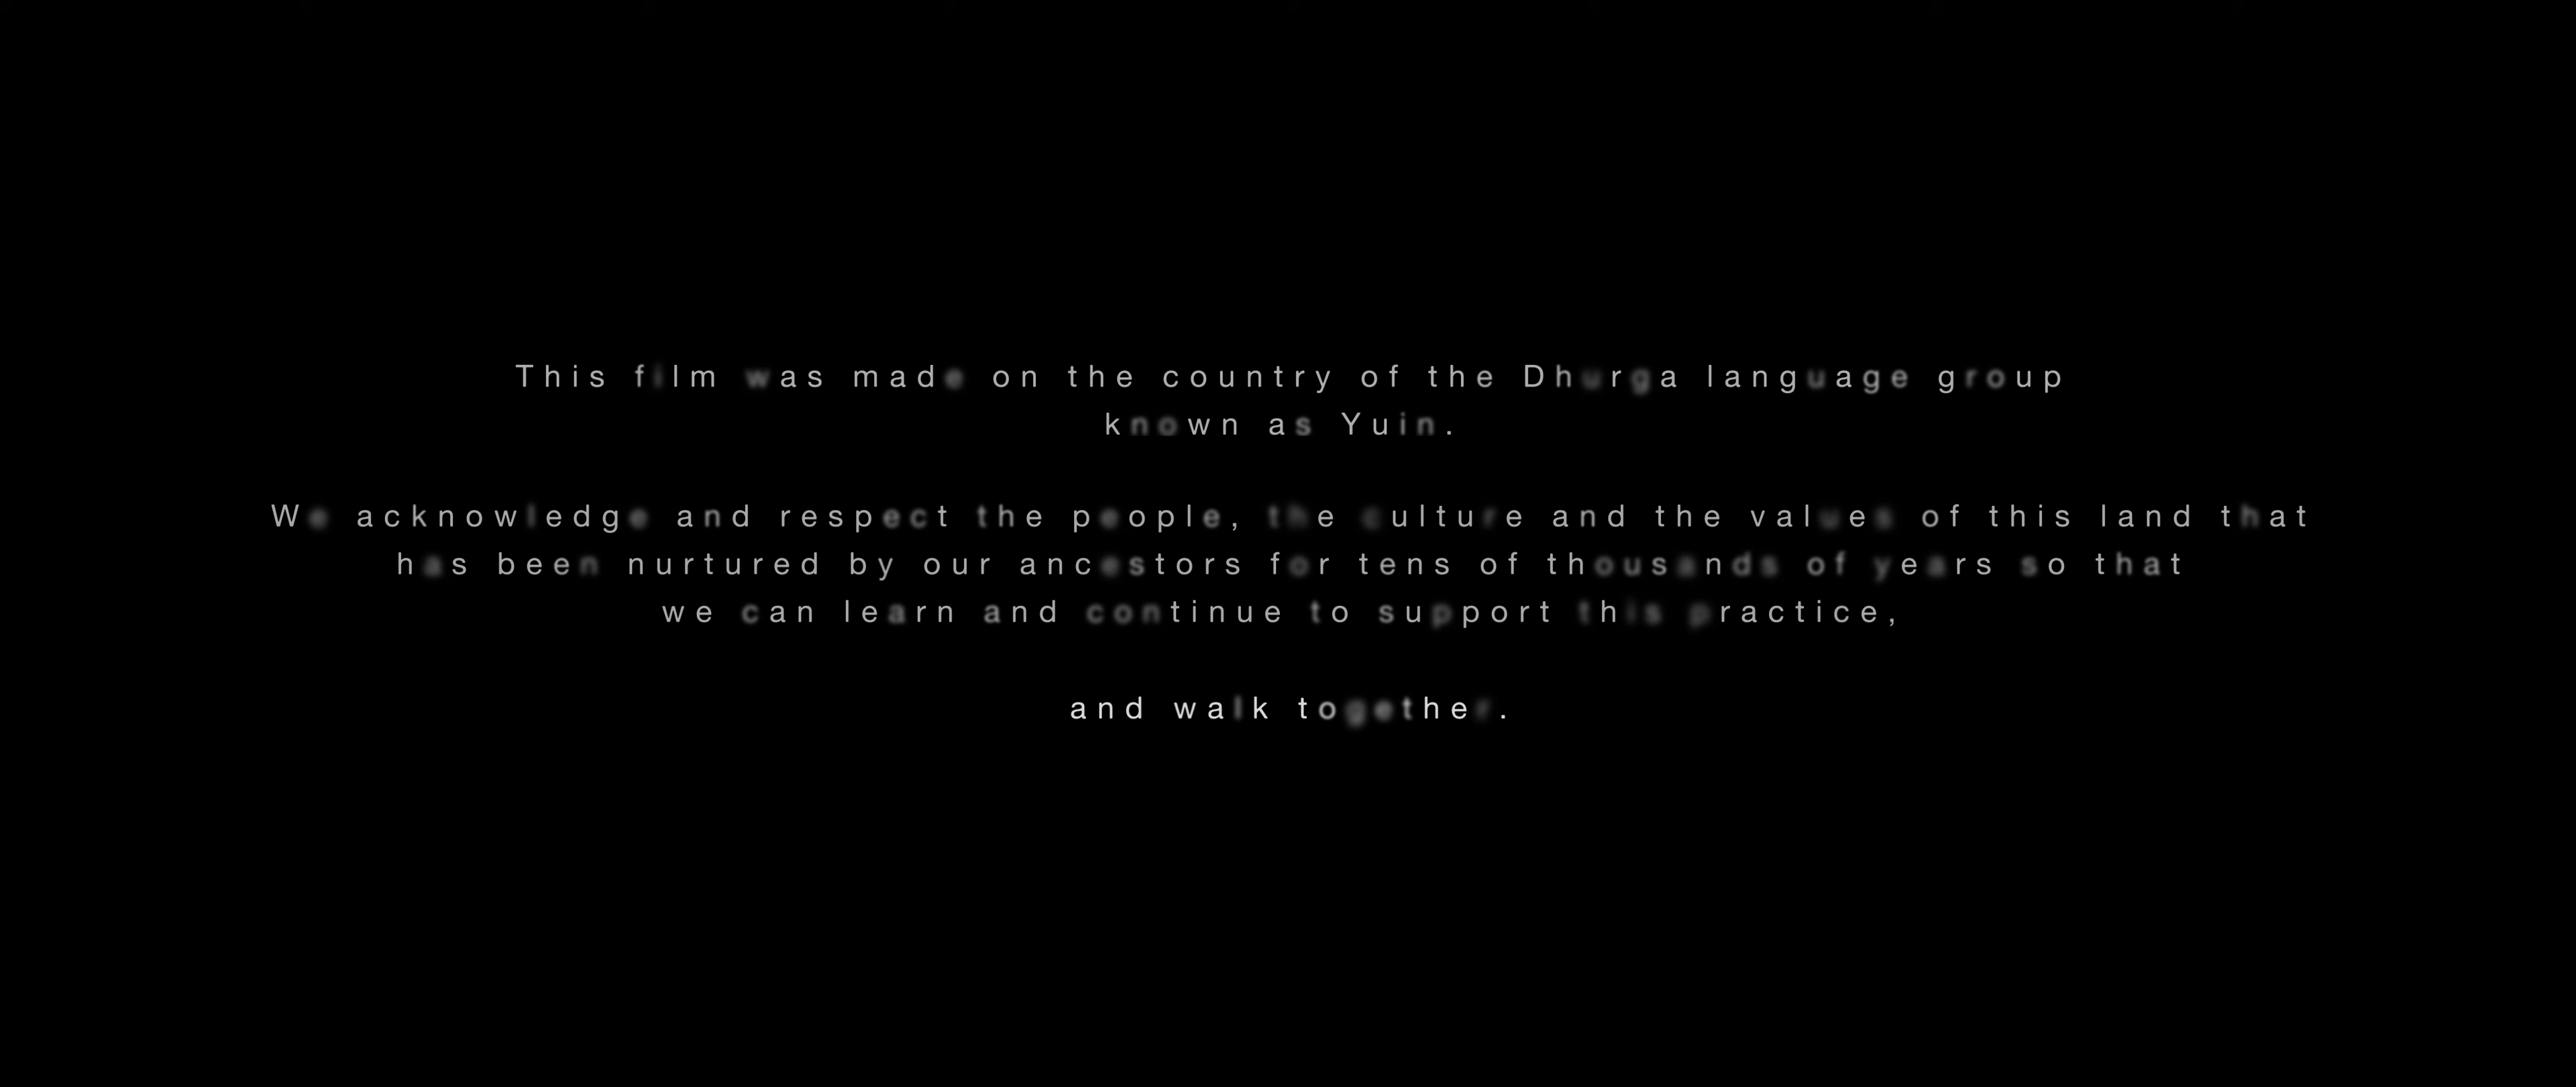 This film was made on the country of the Dhurga language group
known as Yuin.
We acknowledge and respect the people, the culture and the values of this land that
has been nurtured by our ancestors for tens of thousands of years so that
we can learn and continue to support this practice,
and walk together.